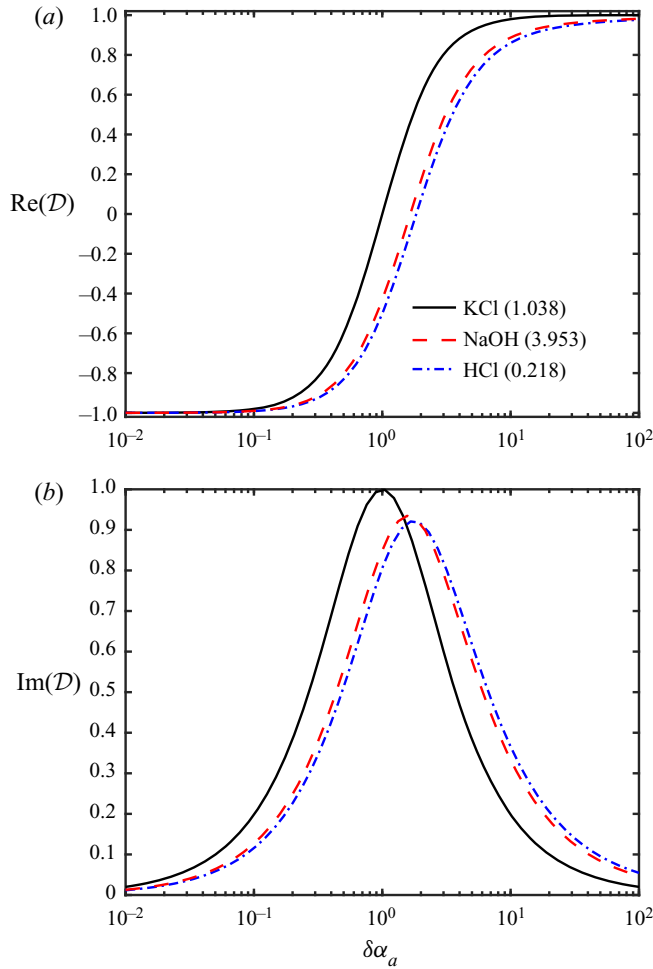 (a)
1.0
0.8
0.6
0.4
0.2
Re(𝒟)
0
–0.2
–0.4
KCl (1.038)
NaOH (3.953)
HCl (0.218)
–0.6
–0.8
–1.0
10⁻² 10⁻¹ 10⁰ 10¹ 10²
(b)
1.0
0.9
0.8
0.7
0.6
Im(𝒟)
0.5
0.4
0.3
0.2
0.1
0
10⁻² 10⁻¹ 10⁰ 10¹ 10²
δαₐ